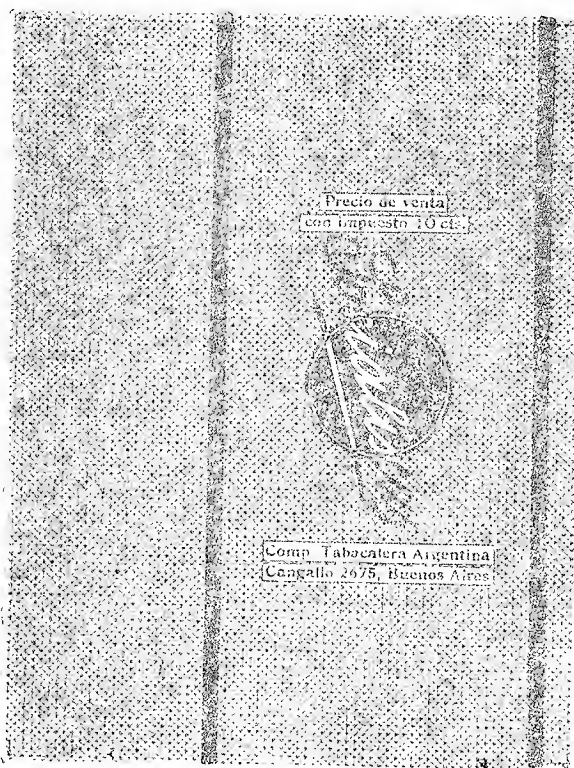 Precio de venta
con impuesto 10 cts.
Comp. Tabacalera Argentina
Cangallo 2675, Buenos Aires